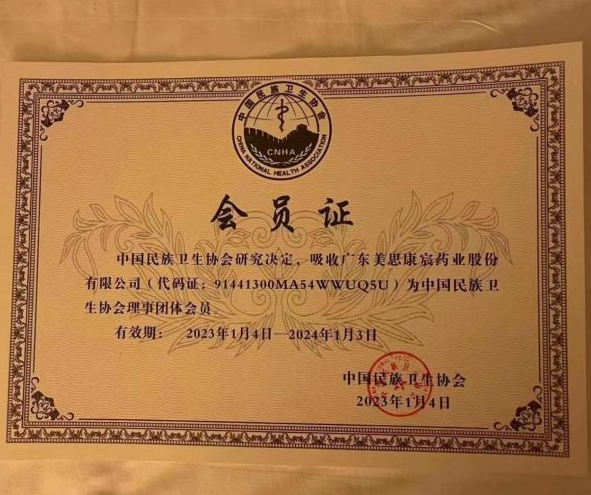 中国民族卫生协会
CNHA
CHINA NATIONAL HEALTH ASSOCIATION
会员证
中国民族卫生协会研究决定，吸收广东美思康宸药业股份
有限公司（代码证：91441300MA54WWUQ5U）为中国民族卫
生协会理事团体会员。
有效期： 2023年1月4日—2024年1月3日
中国民族卫生协会
2023年1月4日